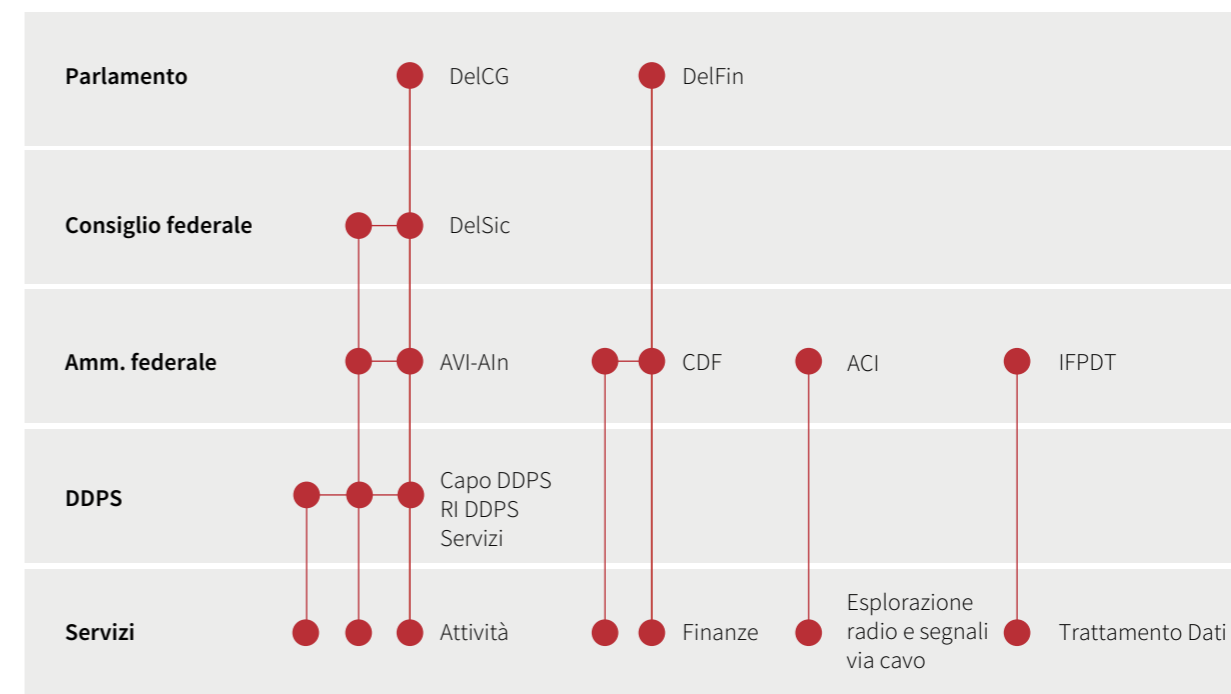 Parlamento
DelCG
DelFin
Consiglio federale
DelSic
Amm. federale
AVI-AIn
CDF
ACI
IFPDT
DDPS
Capo DDPS
RI DDPS
Servizi
Servizi
Attività
Finanze
Esplorazione
radio e segnali
via cavo
Trattamento Dati